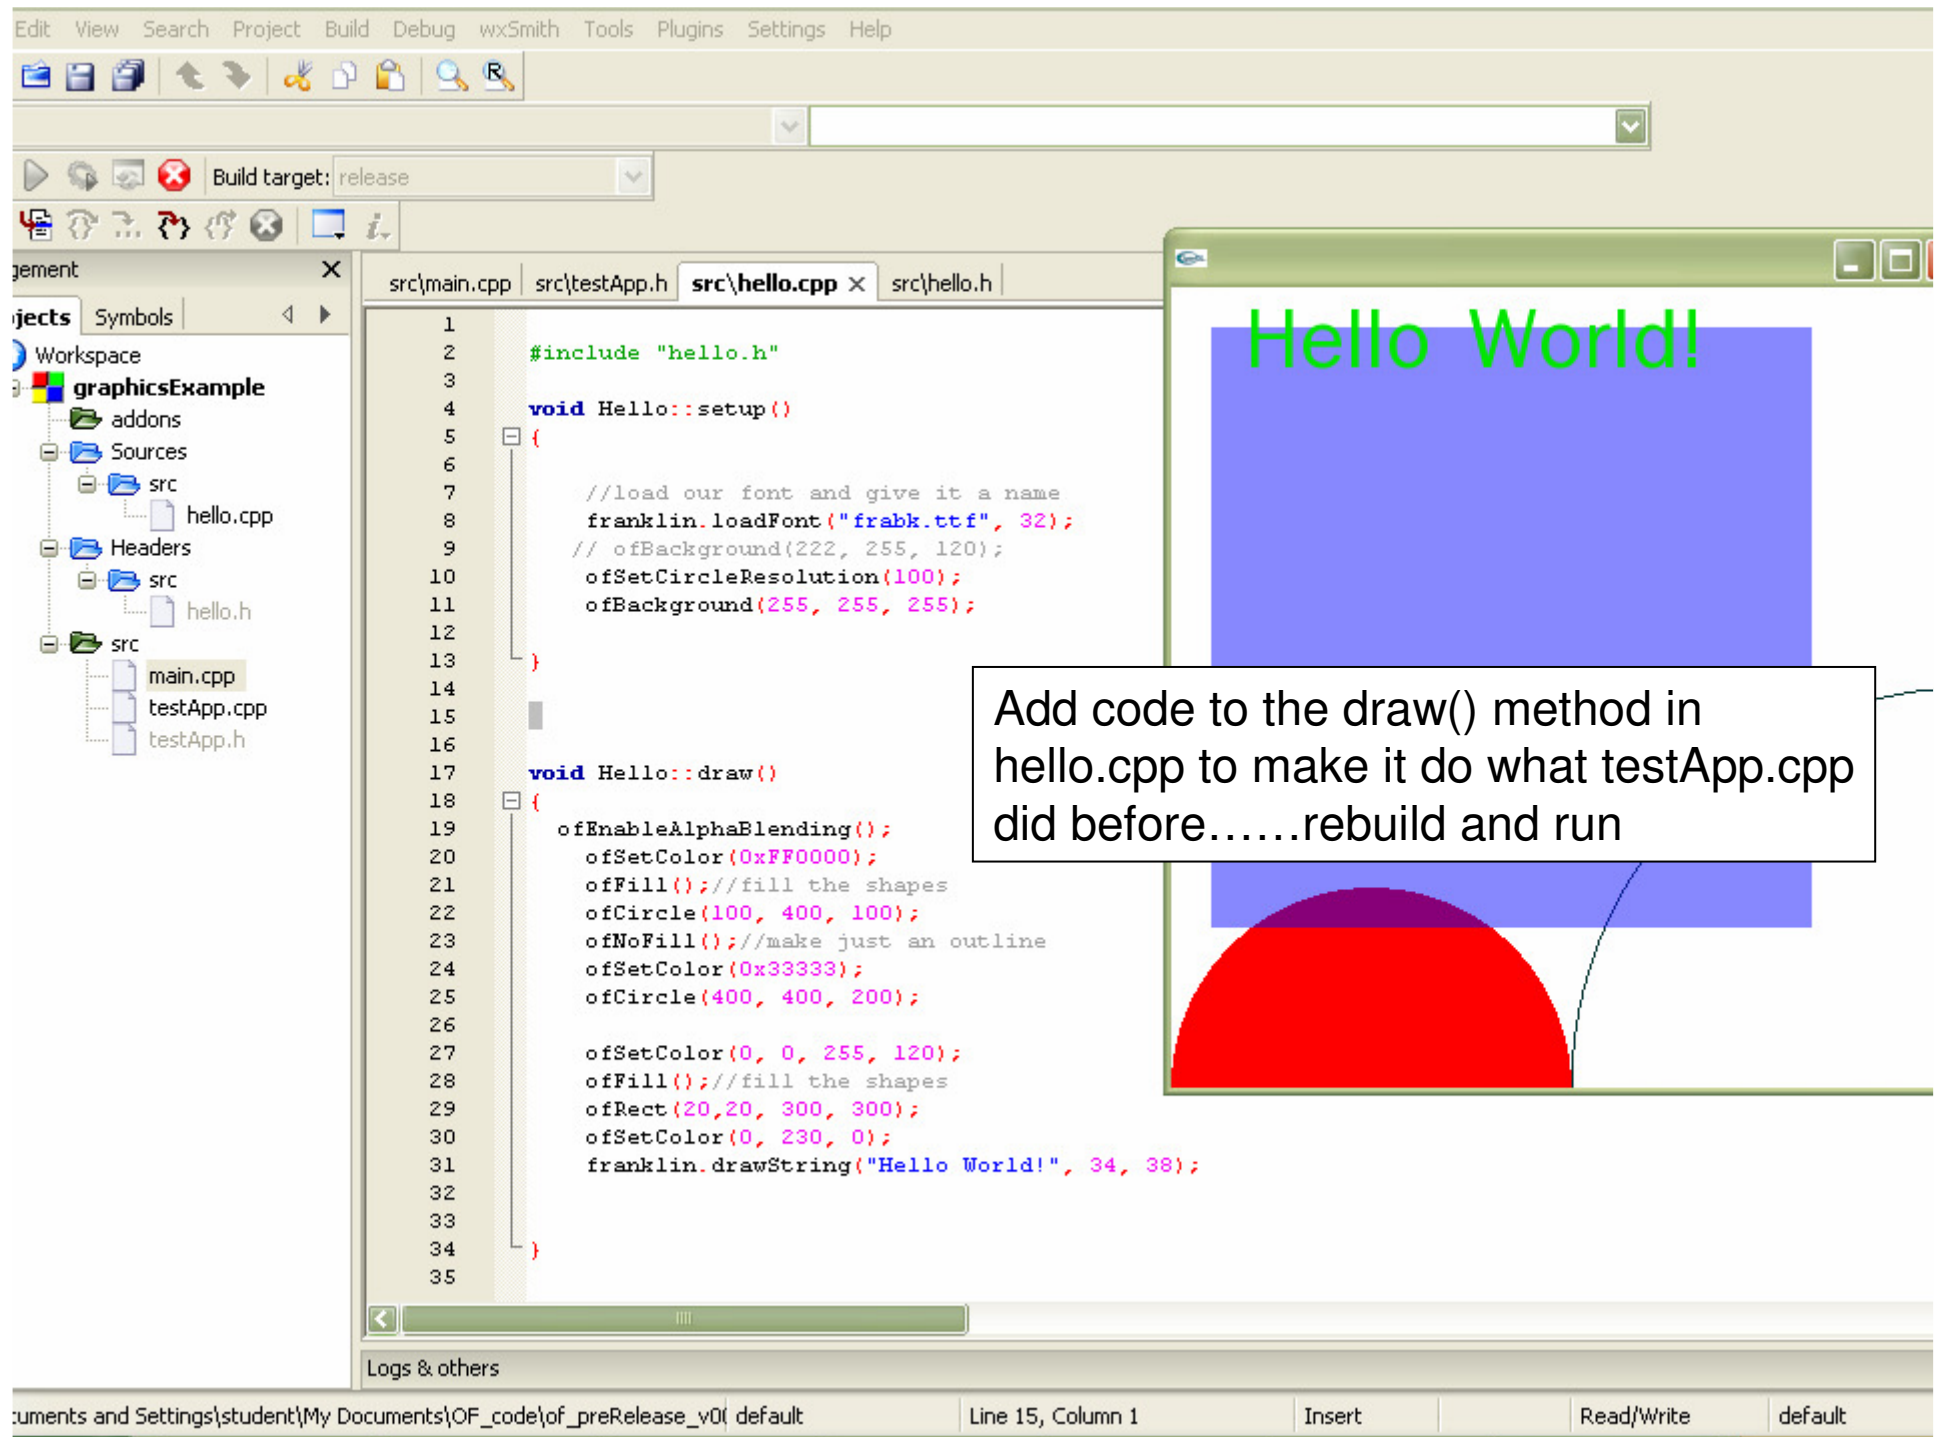 Edit View Search Project Build Debug wxSmith Tools Plugins Settings Help
Build target: release
gement
jects Symbols
Workspace
graphicsExample
addons
Sources
src
hello.cpp
Headers
src
hello.h
src
main.cpp
testApp.cpp
testApp.h
src\main.cpp src\testApp.h src\hello.cpp src\hello.h
1
2 #include "hello.h"
3
4 void Hello::setup()
5 {
6
7 //load our font and give it a name
8 franklin.loadFont("frabk.ttf", 32);
9 // ofBackground(222, 255, 120);
10 ofSetCircleResolution(100);
11 ofBackground(255, 255, 255);
12
13 }
14
15
16
17 void Hello::draw()
18 {
19 ofEnableAlphaBlending();
20 ofSetColor(0xFF0000);
21 ofFill();//fill the shapes
22 ofCircle(100, 400, 100);
23 ofNoFill();//make just an outline
24 ofSetColor(0x33333);
25 ofCircle(400, 400, 200);
26
27 ofSetColor(0, 0, 255, 120);
28 ofFill();//fill the shapes
29 ofRect(20,20, 300, 300);
30 ofSetColor(0, 230, 0);
31 franklin.drawString("Hello World!", 34, 38);
32
33
34 }
35
Hello World!
Add code to the draw() method in
hello.cpp to make it do what testApp.cpp
did before……rebuild and run
Logs & others
cuments and Settings\student\My Documents\OF_code\of_preRelease_v0( default Line 15, Column 1 Insert Read/Write default